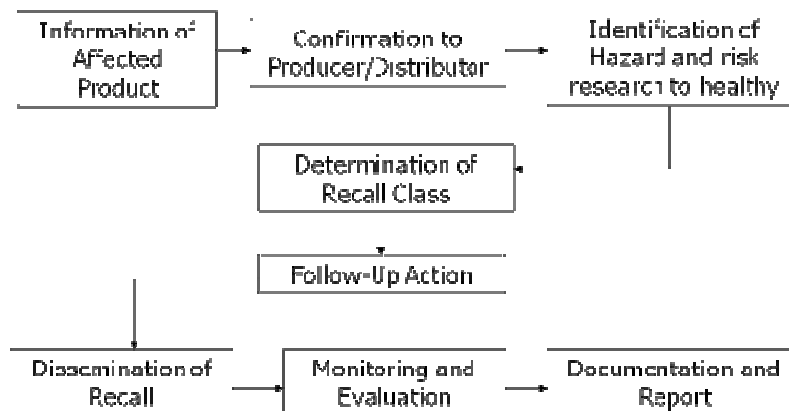 Information of
Affected
Product
Confirmation to
Producer/Distributor
Identification of
Hazard and risk
research to healthy
Determination of
Recall Class
Follow-Up Action
Dissemination of
Recall
Monitoring and
Evaluation
Documentation and
Report